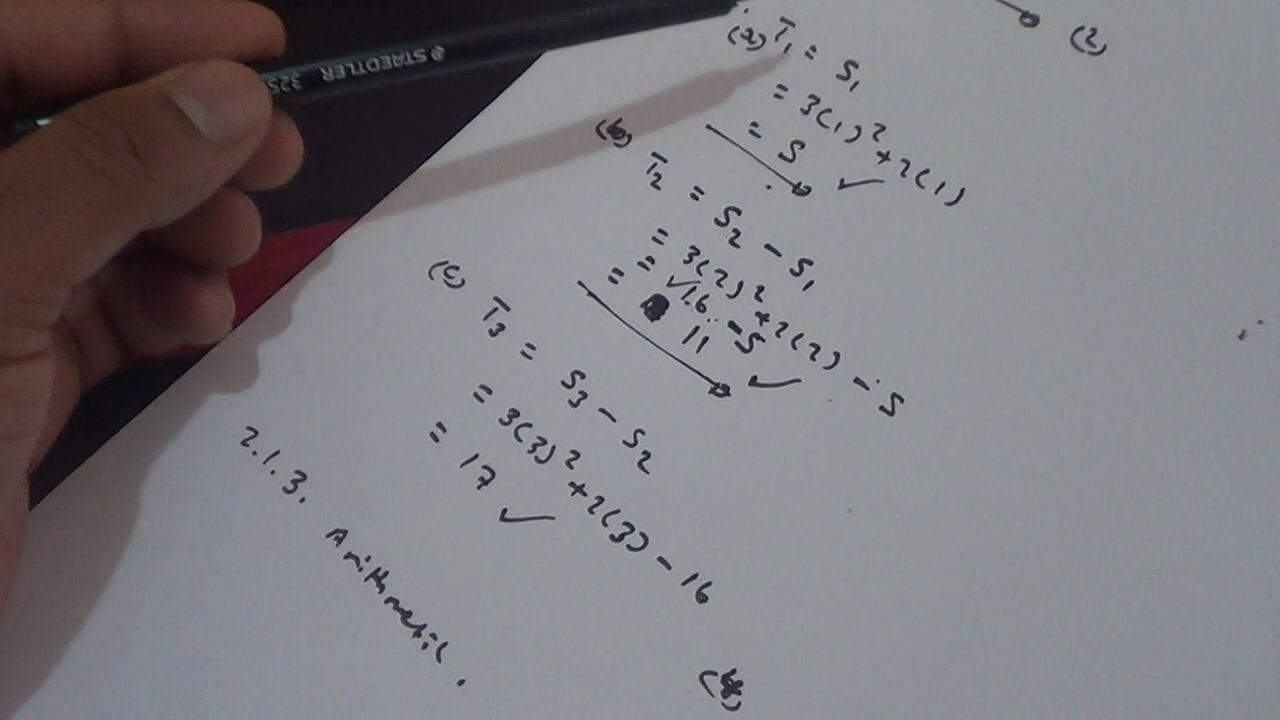 STAEDTLER 325
(2)
(a) T₁ = S₁
= 3(1)² + 2(1)
= 5 ✓
(b) T₂ = S₂ - S₁
= 3(2)² + 2(2) - 5
= 16 - 5
= 11 ✓
(c) T₃ = S₃ - S₂
= 3(3)² + 2(3) - 16
= 17 ✓
2.1.3. Arithmetic.